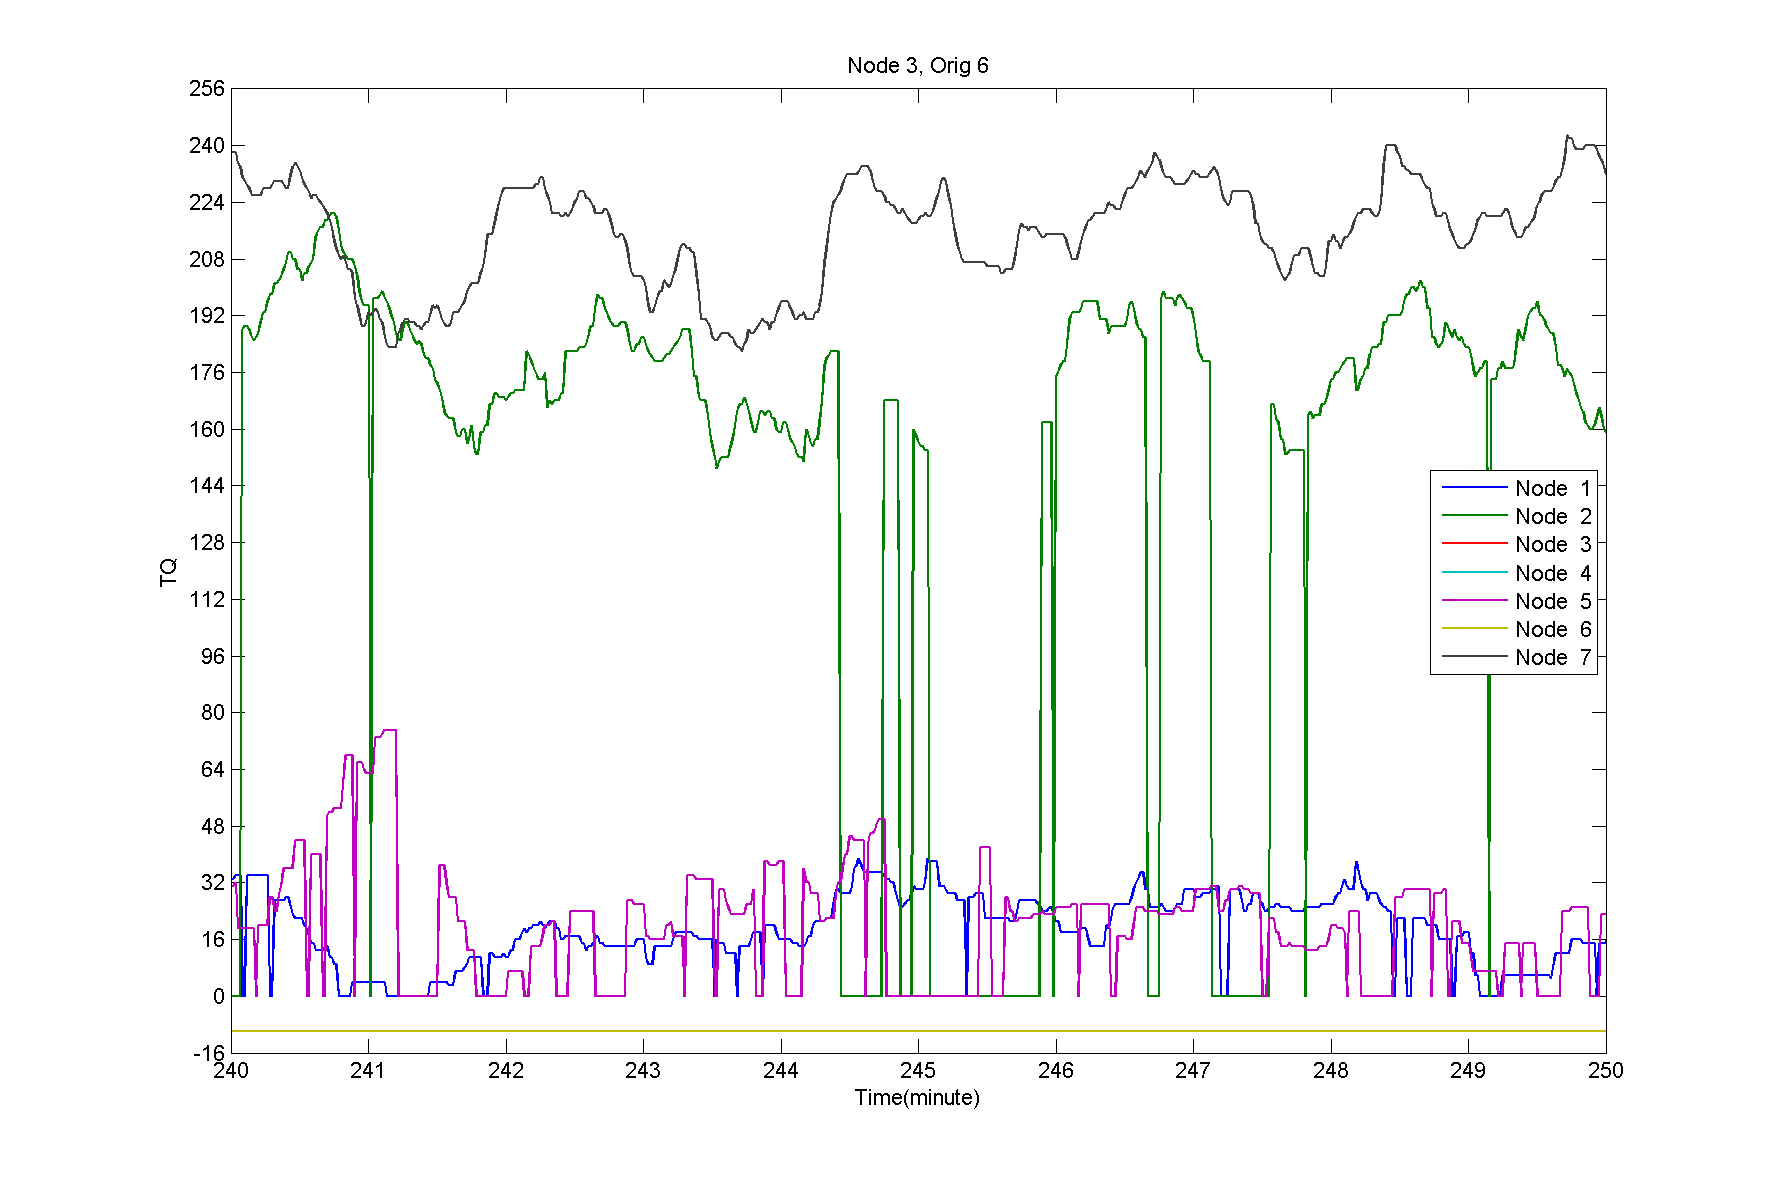 Node 3, Orig 6
256
240
224
208
192
176
160
144
128
112
96
80
64
48
32
16
0
-16
TQ
Node 1
Node 2
Node 3
Node 4
Node 5
Node 6
Node 7
240 241 242 243 244 245 246 247 248 249 250
Time(minute)